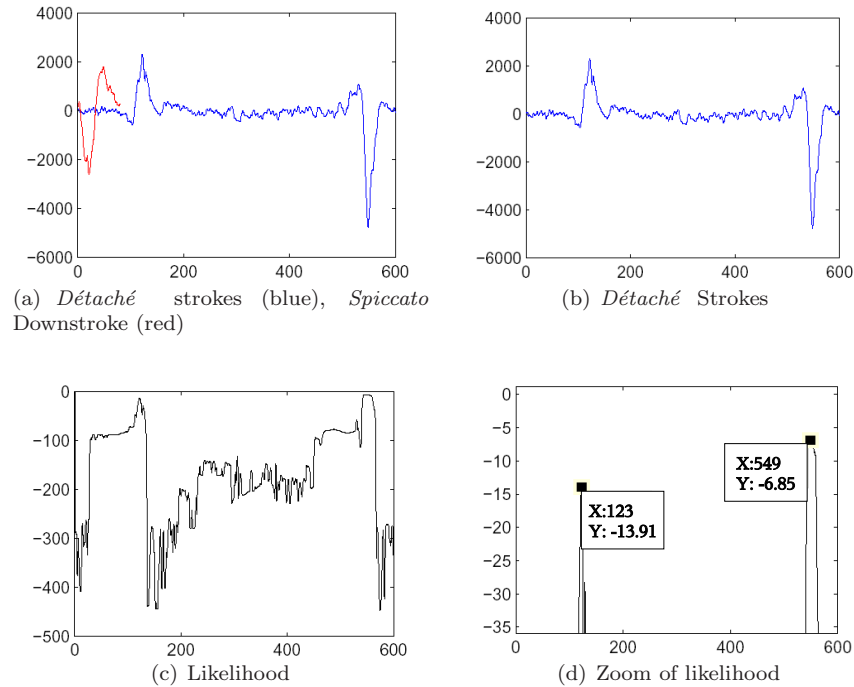 4000
2000
0
−2000
−4000
−6000
0 200 400 600
(a) Détaché strokes (blue), Spiccato
Downstroke (red)
4000
2000
0
−2000
−4000
−6000
0 200 400 600
(b) Détaché Strokes
0
−100
−200
−300
−400
−500
0 200 400 600
(c) Likelihood
0
−5
−10
−15
−20
−25
−30
−35
0 200 400 600
X:123
Y: -13.91
X:549
Y: -6.85
(d) Zoom of likelihood